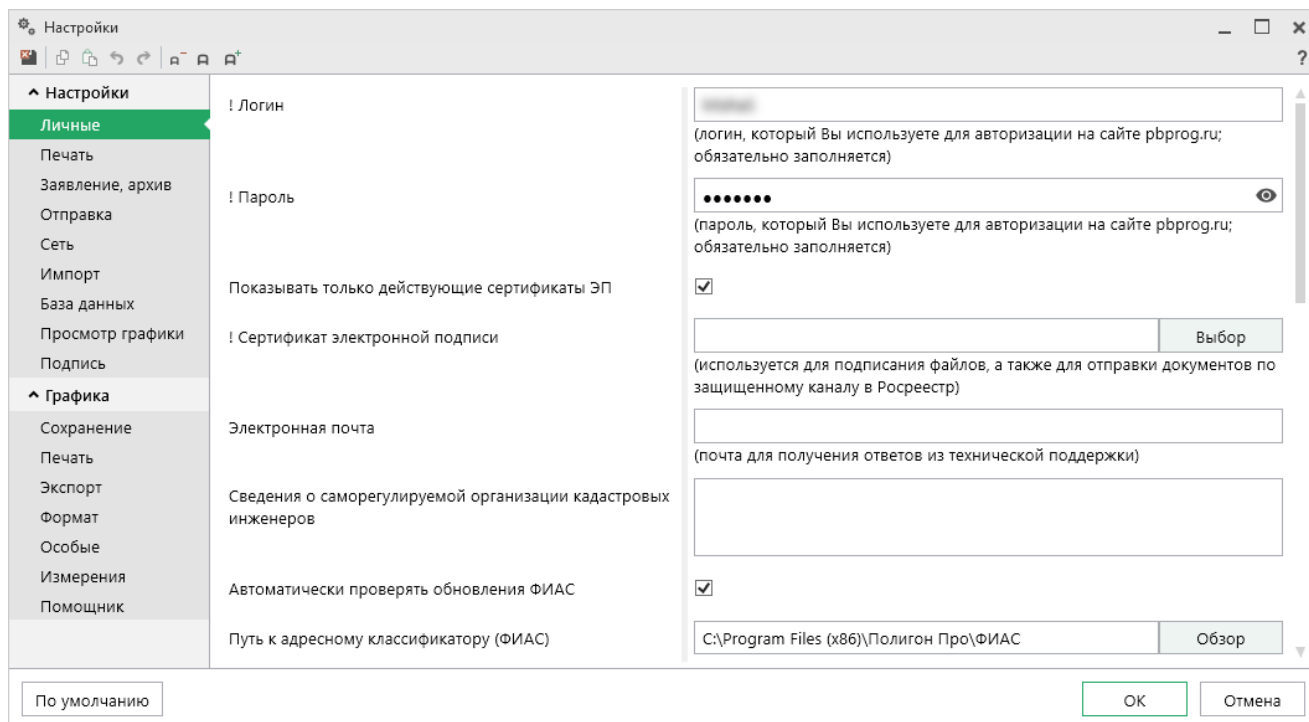 Настройки
?
Настройки
Личные
Печать
Заявление, архив
Отправка
Сеть
Импорт
База данных
Просмотр графики
Подпись
Графика
Сохранение
Печать
Экспорт
Формат
Особые
Измерения
Помощник
! Логин
(логин, который Вы используете для авторизации на сайте pbprog.ru;
обязательно заполняется)
! Пароль
•••••••
(пароль, который Вы используете для авторизации на сайте pbprog.ru;
обязательно заполняется)
Показывать только действующие сертификаты ЭП
! Сертификат электронной подписи
Выбор
(используется для подписания файлов, а также для отправки документов по
защищенному каналу в Росреестр)
Электронная почта
(почта для получения ответов из технической поддержки)
Сведения о саморегулируемой организации кадастровых
инженеров
Автоматически проверять обновления ФИАС
Путь к адресному классификатору (ФИАС)
C:\Program Files (x86)\Полигон Про\ФИАС
Обзор
По умолчанию
ОК
Отмена